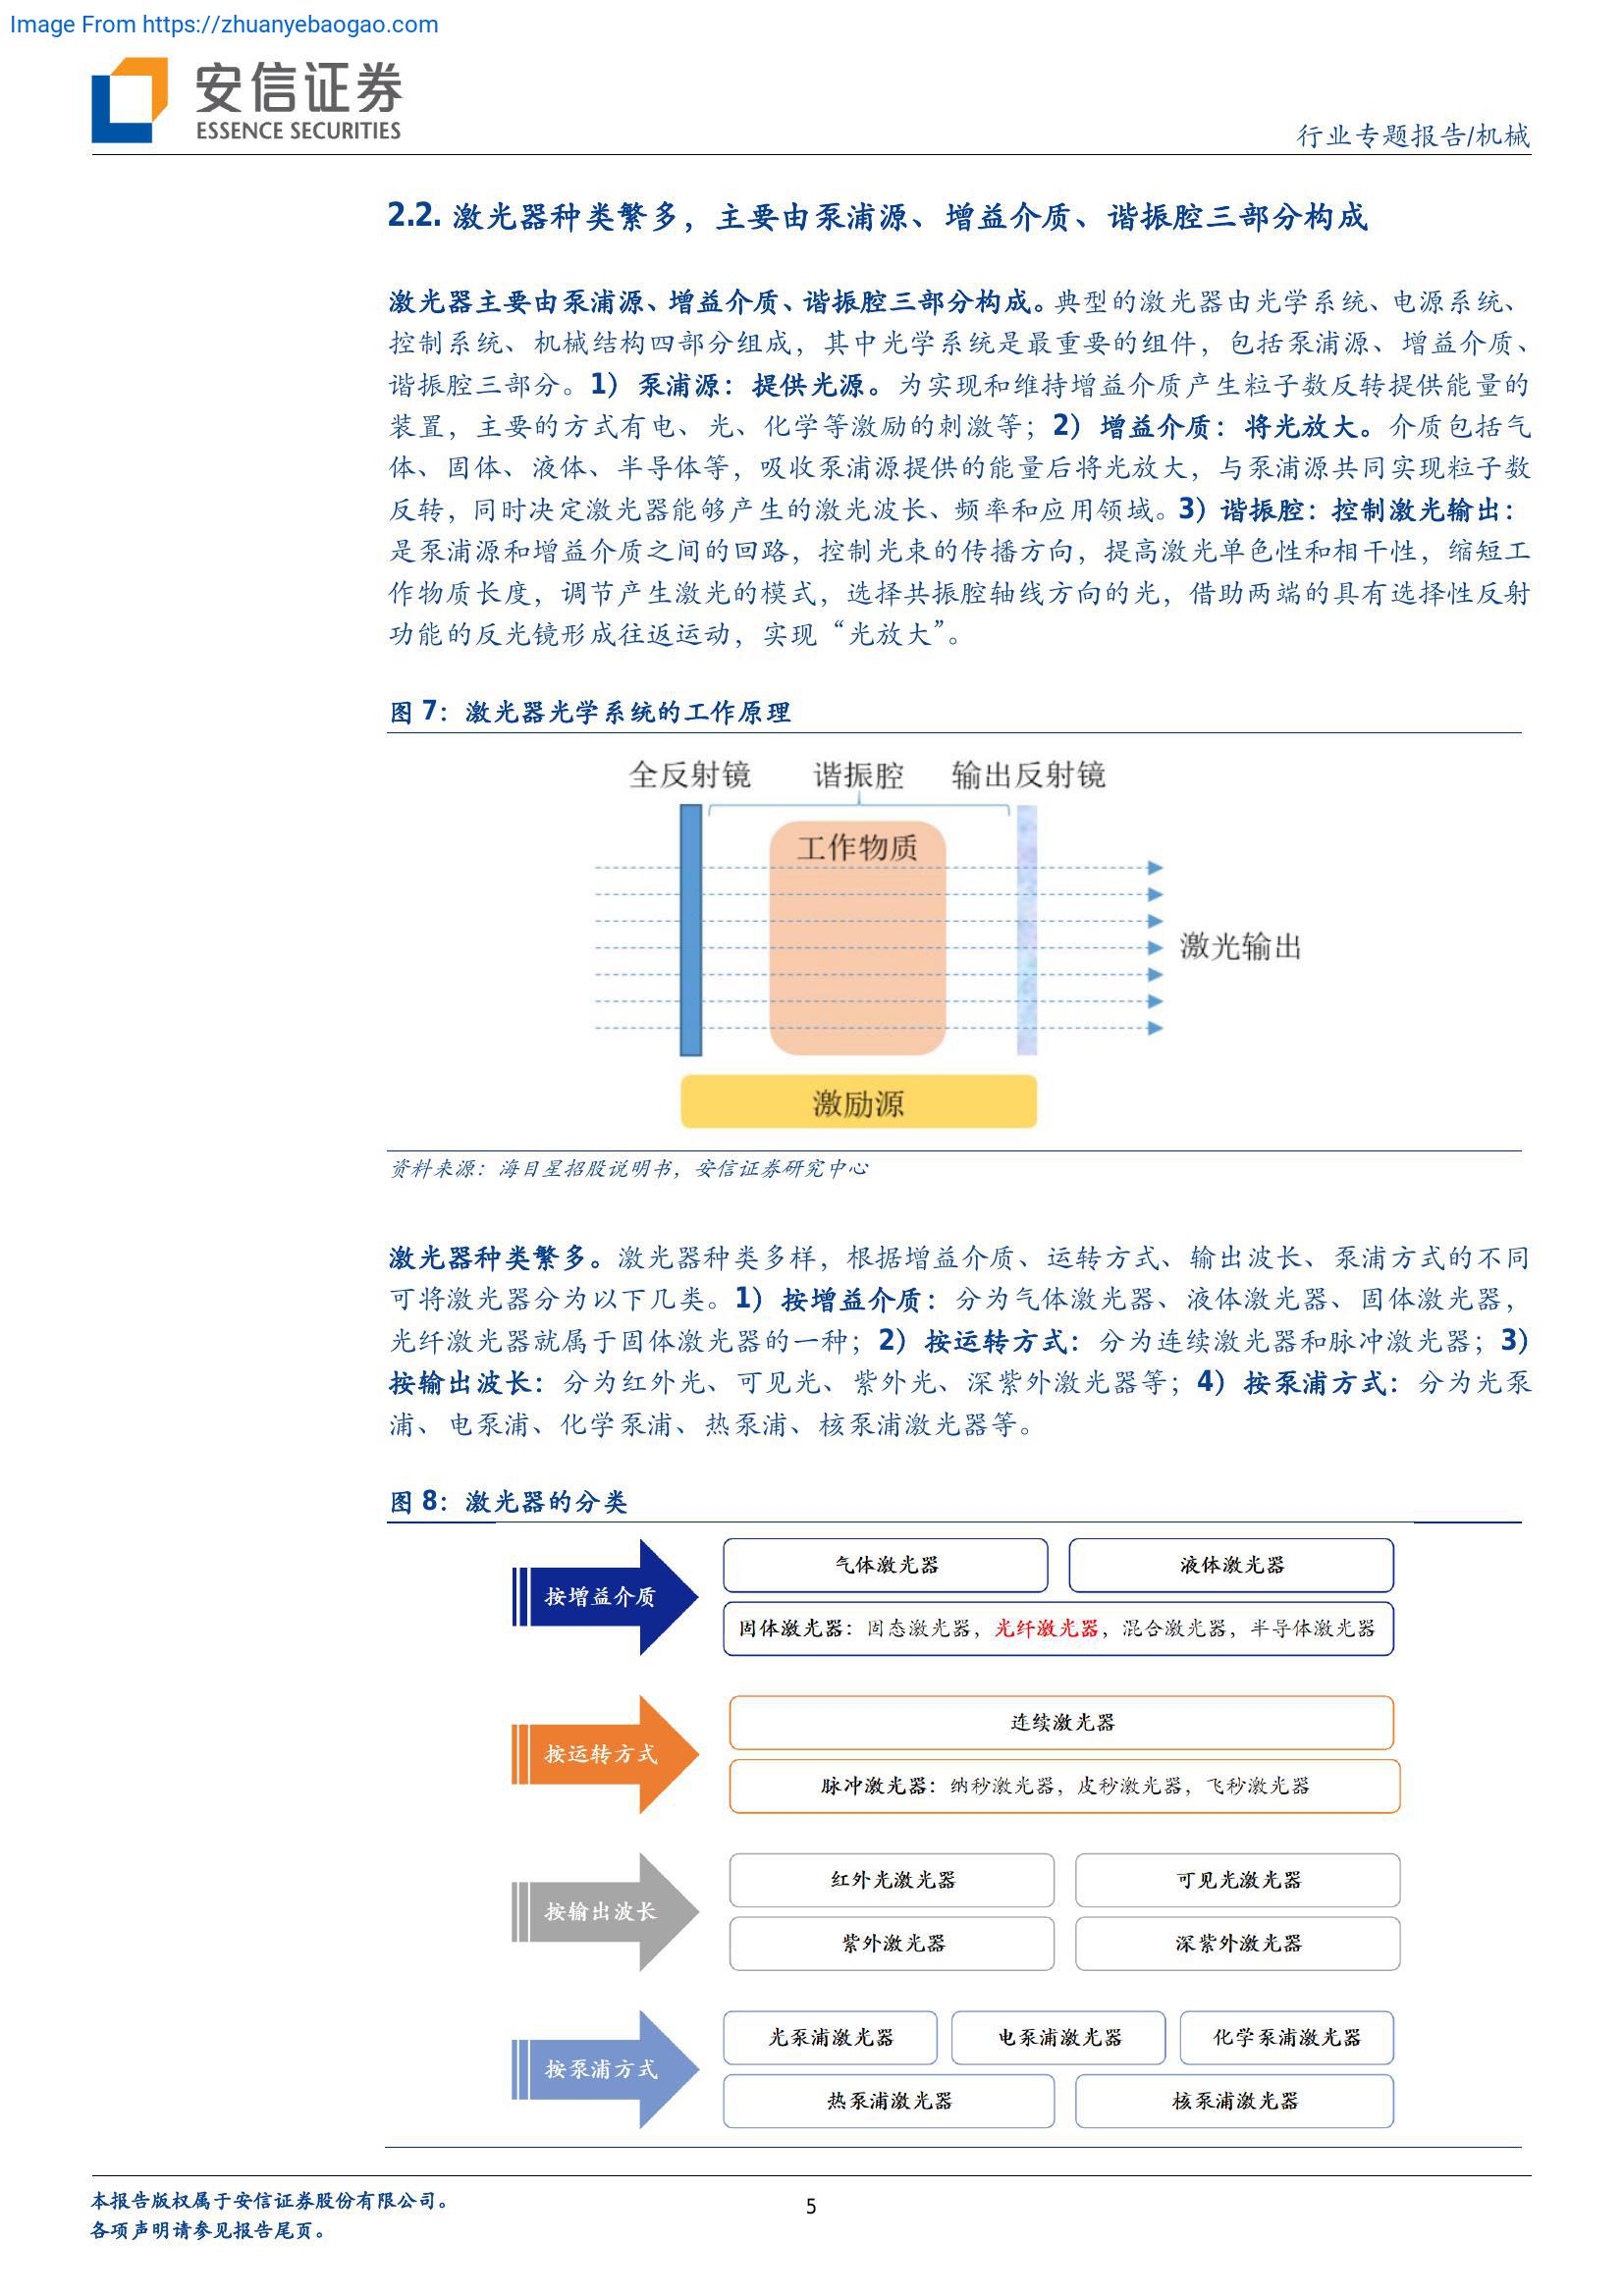 Image From https://zhuanyebaogao.com
安信证券
ESSENCE SECURITIES
行业专题报告/机械
2.2. 激光器种类繁多，主要由泵浦源、增益介质、谐振腔三部分构成
激光器主要由泵浦源、增益介质、谐振腔三部分构成。典型的激光器由光学系统、电源系统、
控制系统、机械结构四部分组成，其中光学系统是最重要的组件，包括泵浦源、增益介质、
谐振腔三部分。1）泵浦源：提供光源。为实现和维持增益介质产生粒子数反转提供能量的
装置，主要的方式有电、光、化学等激励的刺激等；2）增益介质：将光放大。介质包括气
体、固体、液体、半导体等，吸收泵浦源提供的能量后将光放大，与泵浦源共同实现粒子数
反转，同时决定激光器能够产生的激光波长、频率和应用领域。3）谐振腔：控制激光输出：
是泵浦源和增益介质之间的回路，控制光束的传播方向，提高激光单色性和相干性，缩短工
作物质长度，调节产生激光的模式，选择共振腔轴线方向的光，借助两端的具有选择性反射
功能的反光镜形成往返运动，实现“光放大”。
图 7：激光器光学系统的工作原理
全反射镜 谐振腔 输出反射镜
工作物质
激光输出
激励源
资料来源：海目星招股说明书，安信证券研究中心
激光器种类繁多。激光器种类多样，根据增益介质、运转方式、输出波长、泵浦方式的不同
可将激光器分为以下几类。1）按增益介质：分为气体激光器、液体激光器、固体激光器，
光纤激光器就属于固体激光器的一种；2）按运转方式：分为连续激光器和脉冲激光器；3）
按输出波长：分为红外光、可见光、紫外光、深紫外激光器等；4）按泵浦方式：分为光泵
浦、电泵浦、化学泵浦、热泵浦、核泵浦激光器等。
图 8：激光器的分类
按增益介质
气体激光器 液体激光器
固体激光器：固态激光器，光纤激光器，混合激光器，半导体激光器
按运转方式
连续激光器
脉冲激光器：纳秒激光器，皮秒激光器，飞秒激光器
按输出波长
红外光激光器 可见光激光器
紫外激光器 深紫外激光器
按泵浦方式
光泵浦激光器 电泵浦激光器 化学泵浦激光器
热泵浦激光器 核泵浦激光器
本报告版权属于安信证券股份有限公司。
各项声明请参见报告尾页。
5